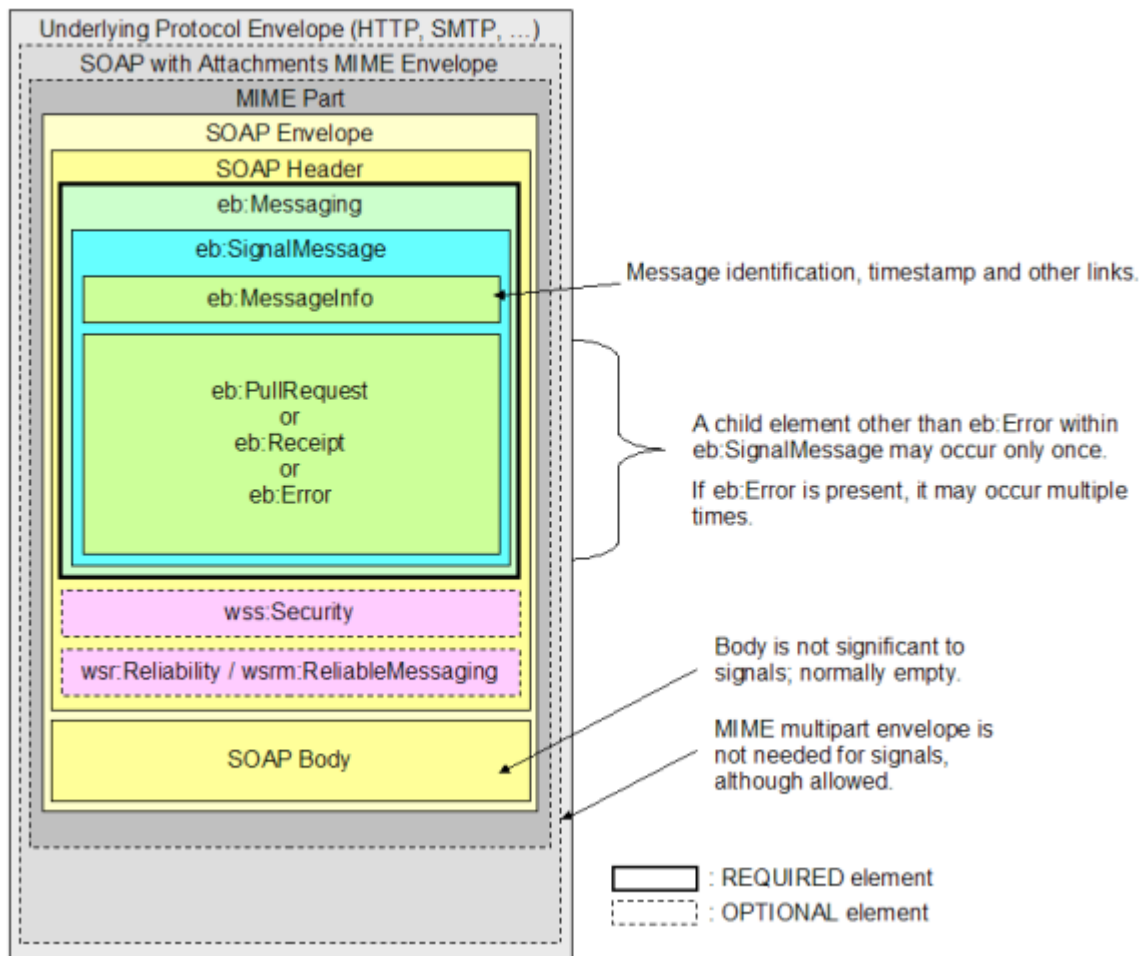 Underlying Protocol Envelope (HTTP, SMTP, …)
SOAP with Attachments MIME Envelope
MIME Part
SOAP Envelope
SOAP Header
eb:Messaging
eb:SignalMessage
eb:MessageInfo
eb:PullRequest
or
eb:Receipt
or
eb:Error
wss:Security
wsr:Reliability / wsrm:ReliableMessaging
SOAP Body
Message identification, timestamp and other links.
A child element other than eb:Error within
eb:SignalMessage may occur only once.
If eb:Error is present, it may occur multiple
times.
Body is not significant to
signals; normally empty.
MIME multipart envelope is
not needed for signals,
although allowed.
: REQUIRED element
: OPTIONAL element